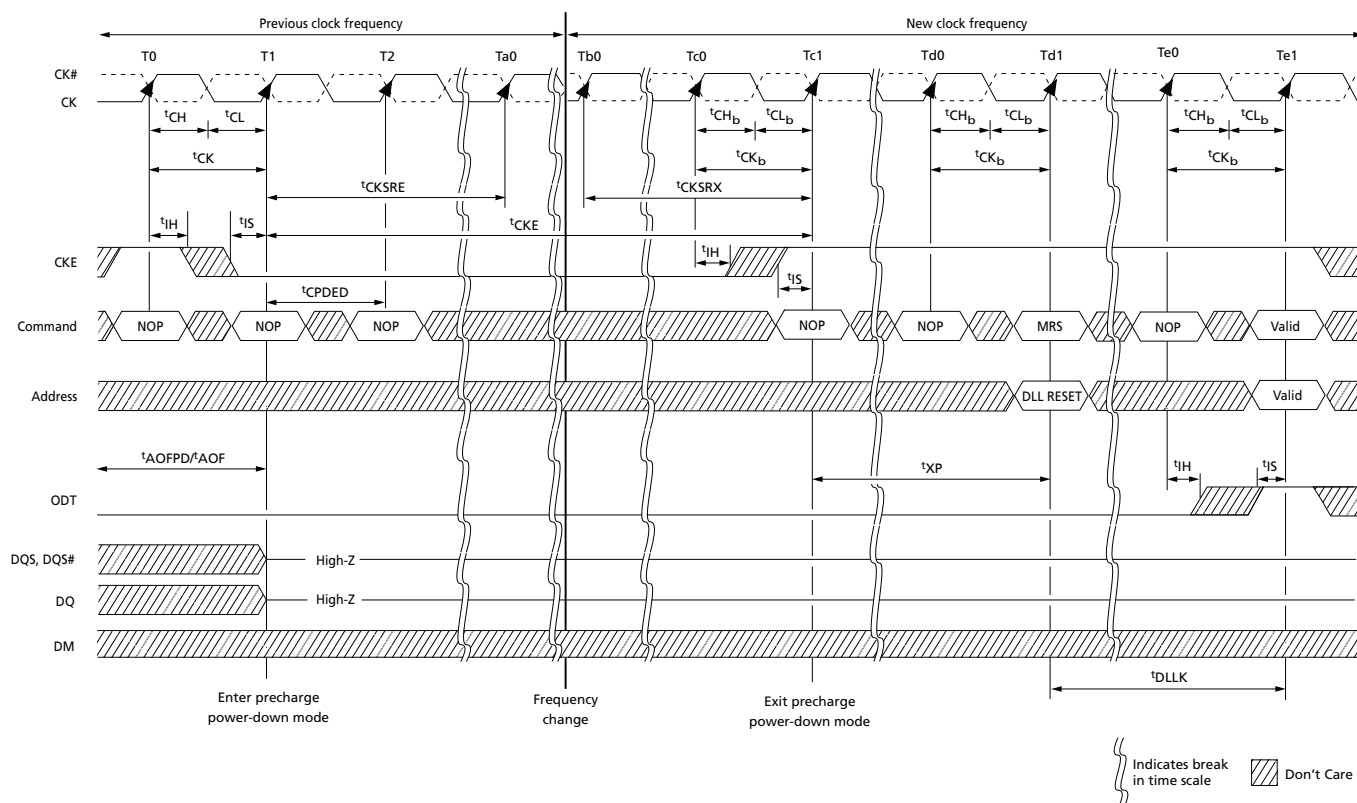 Previous clock frequency New clock frequency
T0 T1 T2 Ta0 Tb0 Tc0 Tc1 Td0 Td1 Te0 Te1
CK#
CK
tCH tCL tCHb tCLb tCHb tCLb tCHb tCLb
tCK tCKb tCKb tCKb
tCKSRE tCKSRX
tIH tIS tCKE
CKE tIH
tIS
tCPDED
Command NOP NOP NOP NOP NOP MRS NOP Valid
Address DLL RESET Valid
tAOFPD/tAOF tXP tIH tIS
ODT
DQS, DQS# High-Z
DQ High-Z
DM
tDLLK
Enter precharge
power-down mode
Frequency
change
Exit precharge
power-down mode
Indicates break
in time scale
Don't Care